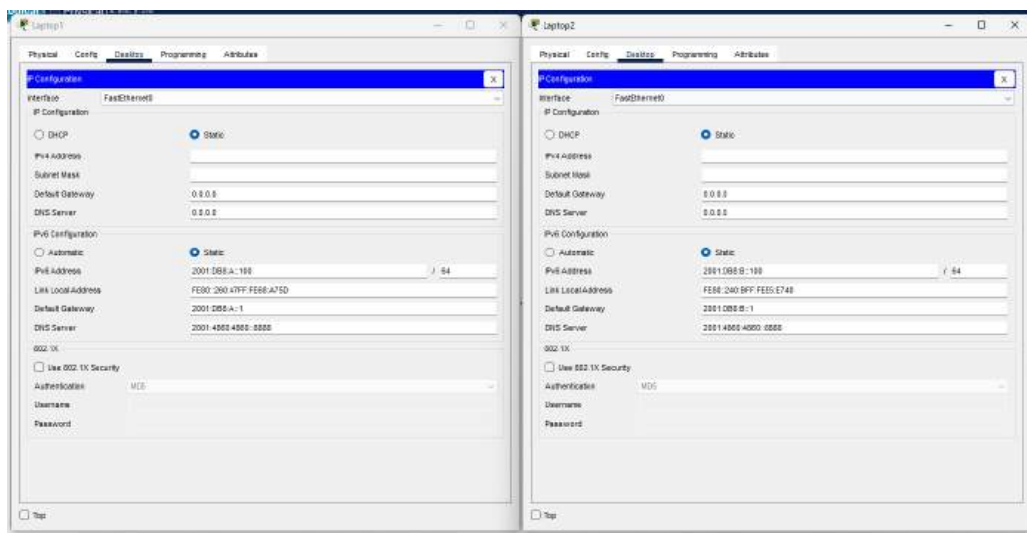 Laptop1
Physical Config Desktop Programming Attributes
IP Configuration X
Interface FastEthernet0
IP Configuration
DHCP Static
IPv4 Address
Subnet Mask
Default Gateway 0.0.0.0
DNS Server 0.0.0.0
IPv6 Configuration
Automatic Static
IPv6 Address 2001:DB8:A::100 / 64
Link Local Address FE80::260:47FF:FE68:A75D
Default Gateway 2001:DB8:A::1
DNS Server 2001:4860:4860::8888
802.1X
Use 802.1X Security
Authentication MD5
Username
Password
Top
Laptop2
Physical Config Desktop Programming Attributes
IP Configuration X
Interface FastEthernet0
IP Configuration
DHCP Static
IPv4 Address
Subnet Mask
Default Gateway 0.0.0.0
DNS Server 0.0.0.0
IPv6 Configuration
Automatic Static
IPv6 Address 2001:DB8:B::100 / 64
Link Local Address
Default Gateway 2001:DB8:B::1
DNS Server 2001:4860:4860::8888
802.1X
Use 802.1X Security
Authentication MD5
Username
Password
Top